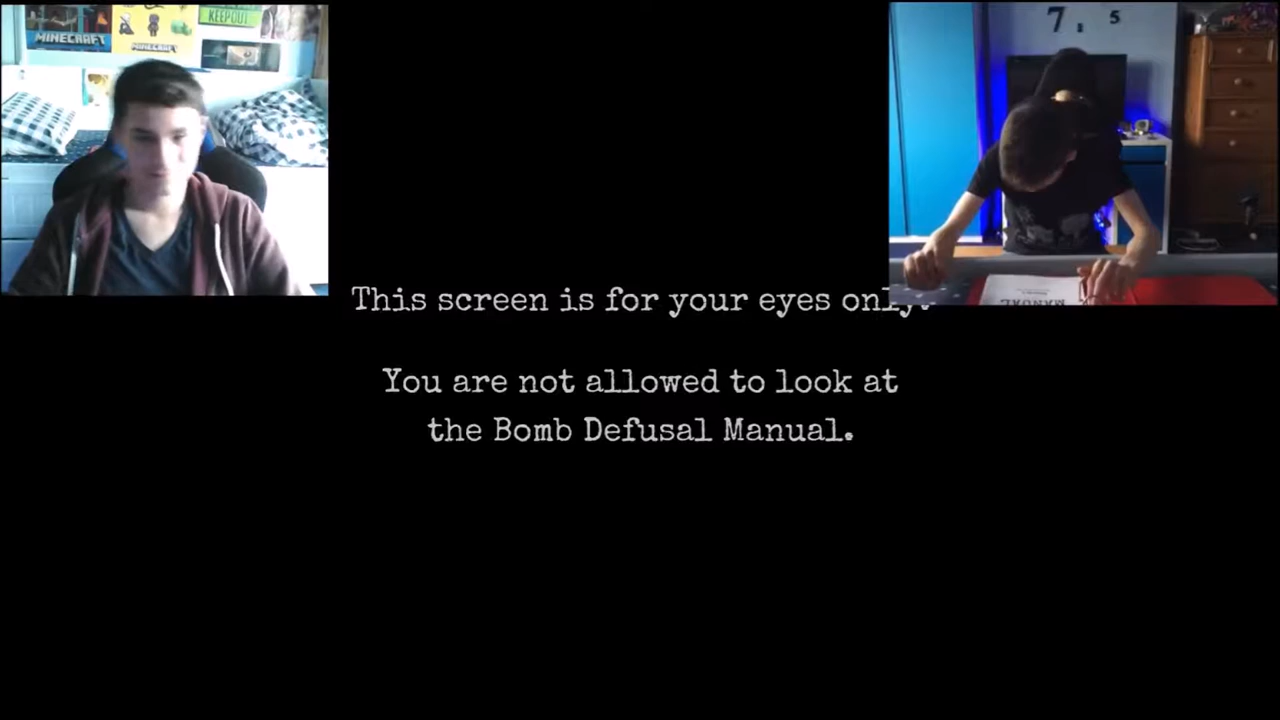 MINECRAFT
MINECRAFT
KEEPOUT
7. 5
This screen is for your eyes only.
You are not allowed to look at
the Bomb Defusal Manual.
MANUAL